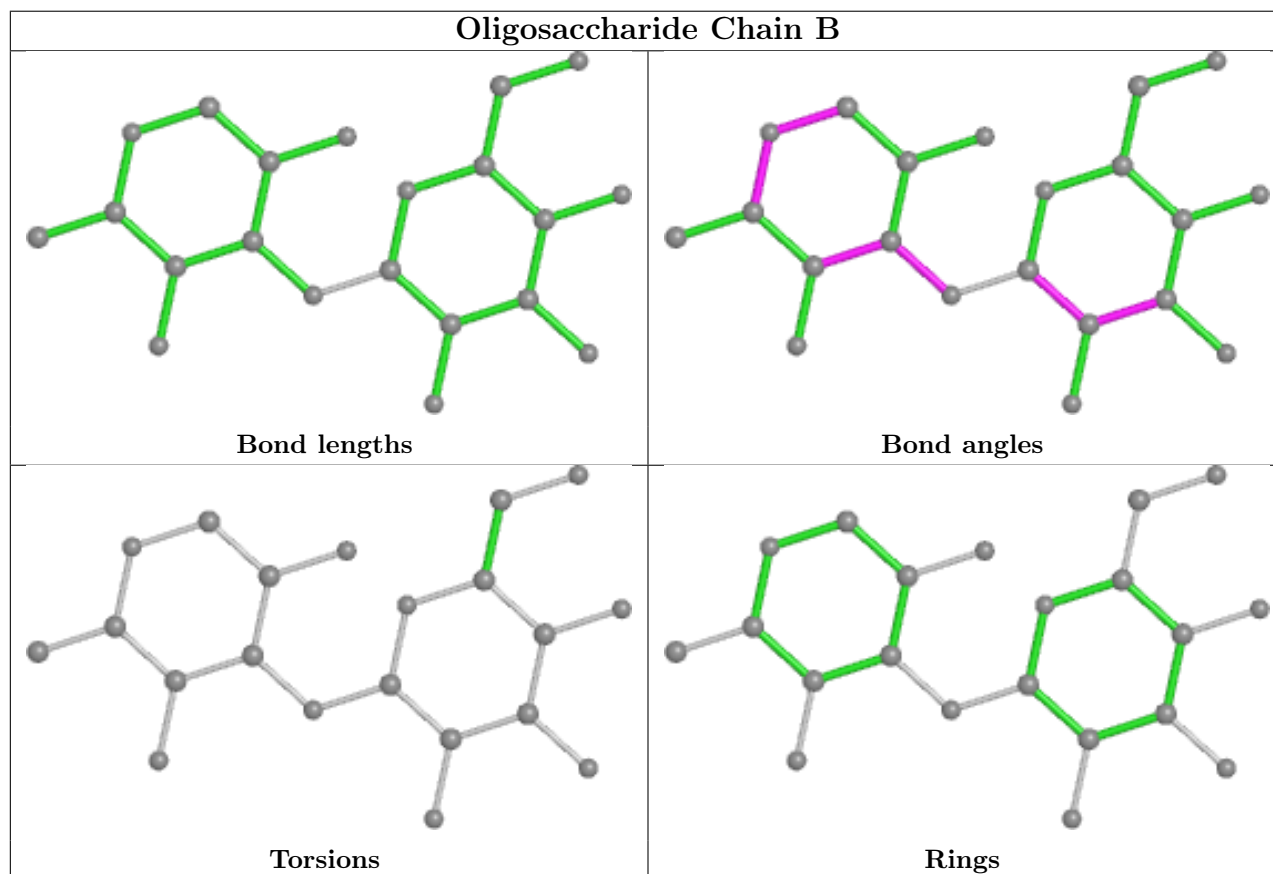 Oligosaccharide Chain B
Bond lengths
Bond angles
Torsions
Rings